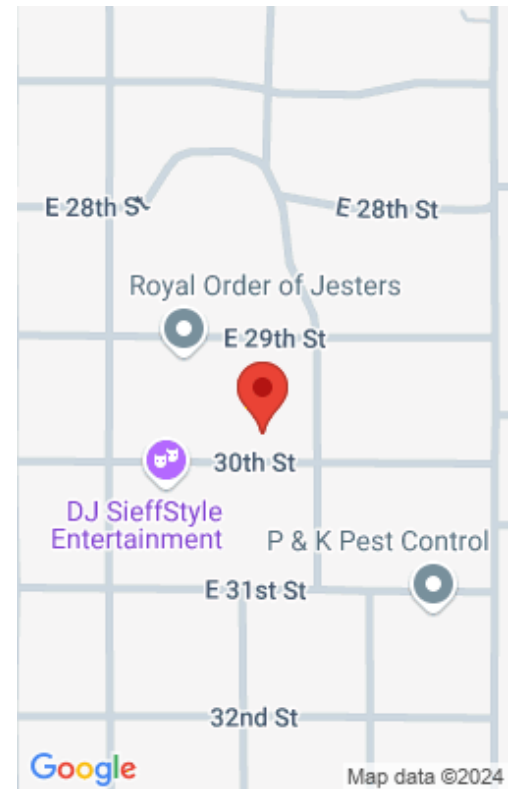 E 28th St
E 28th St
Royal Order of Jesters
E 29th St
30th St
DJ SieffStyle
Entertainment
P & K Pest Control
E 31st St
32nd St
Google
Map data ©2024